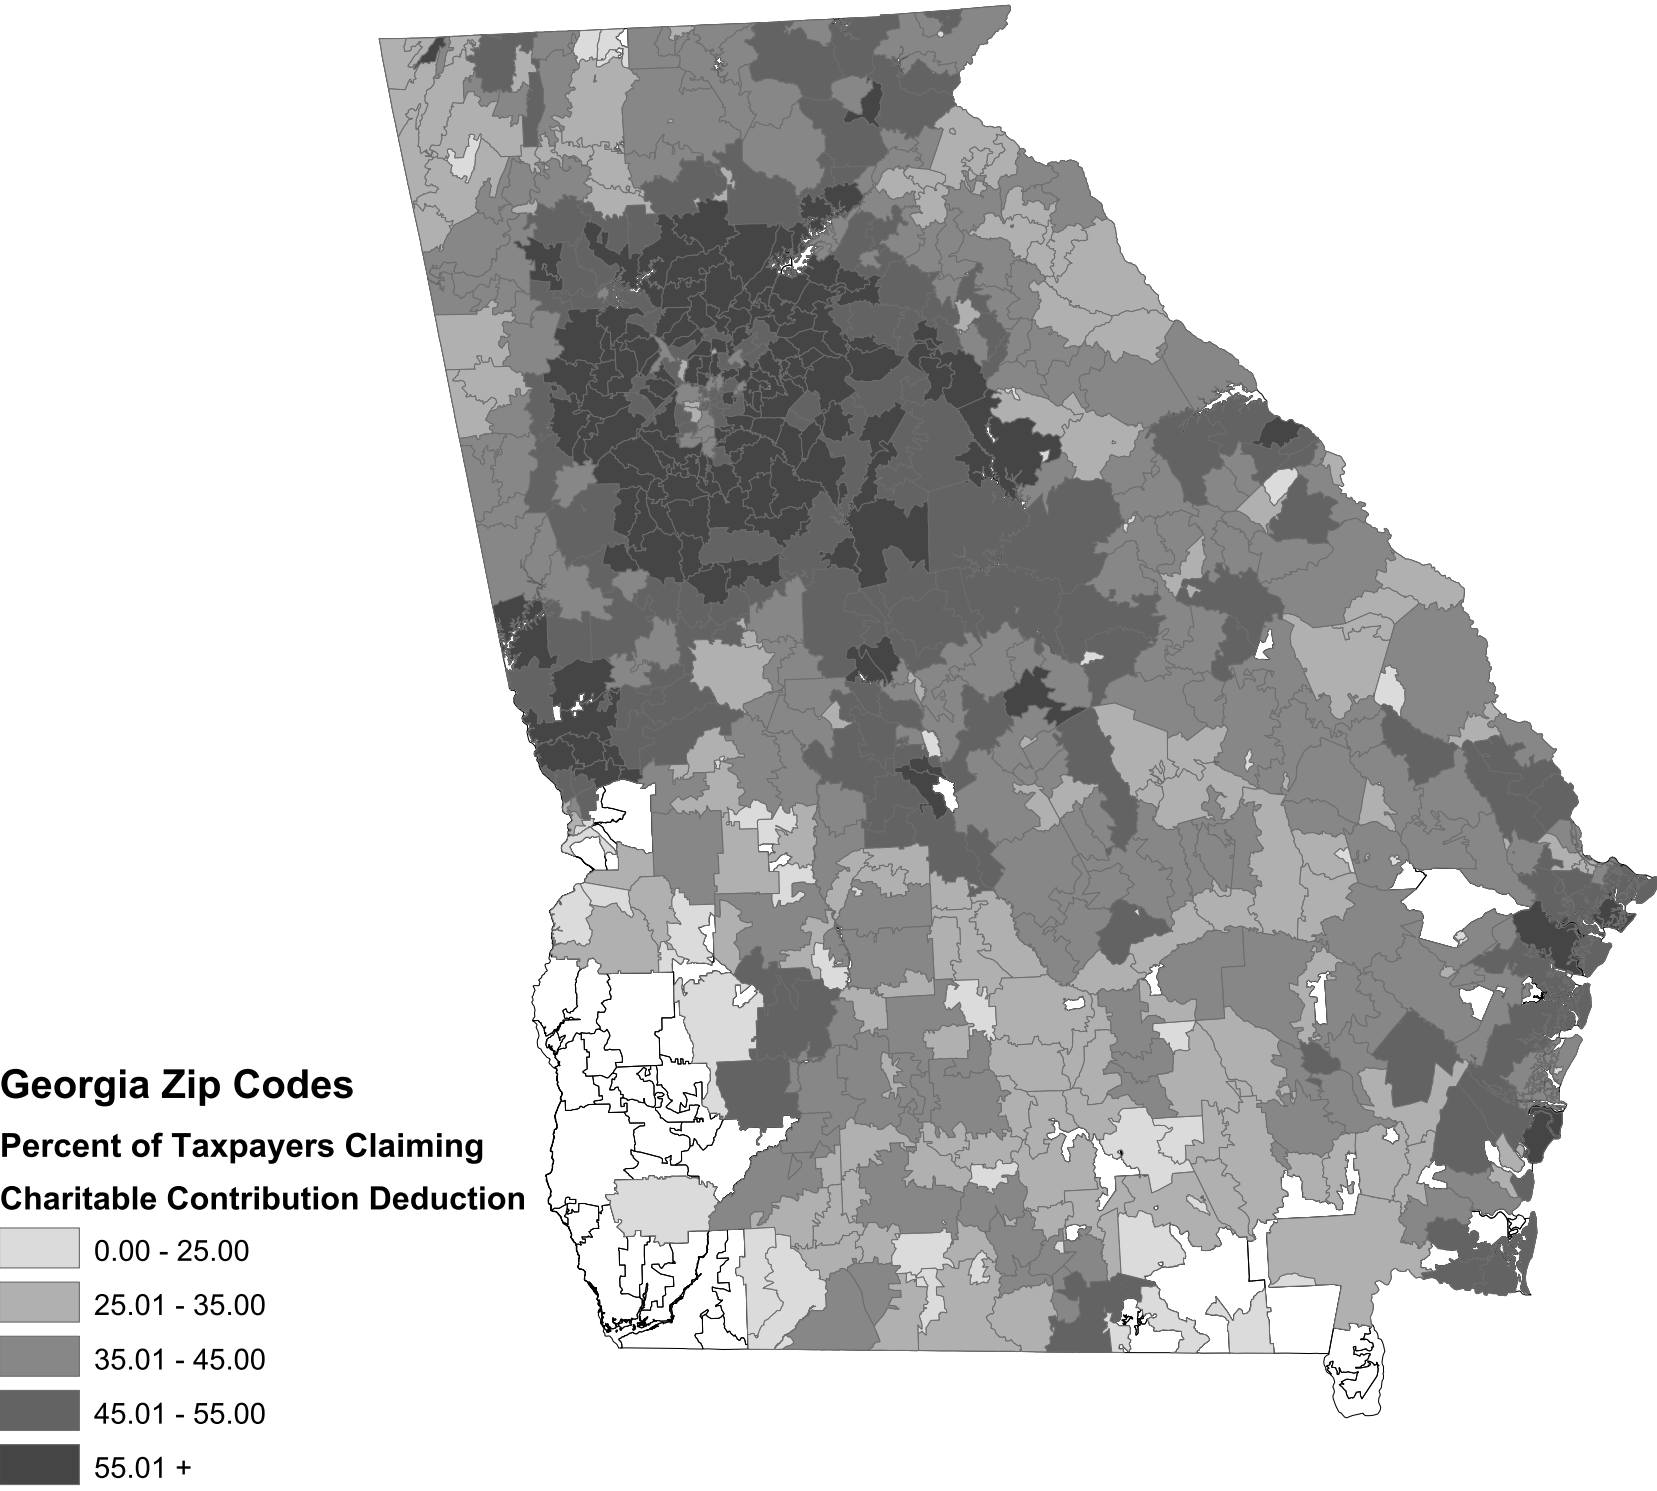 Georgia Zip Codes
Percent of Taxpayers Claiming
Charitable Contribution Deduction
0.00 - 25.00
25.01 - 35.00
35.01 - 45.00
45.01 - 55.00
55.01 +